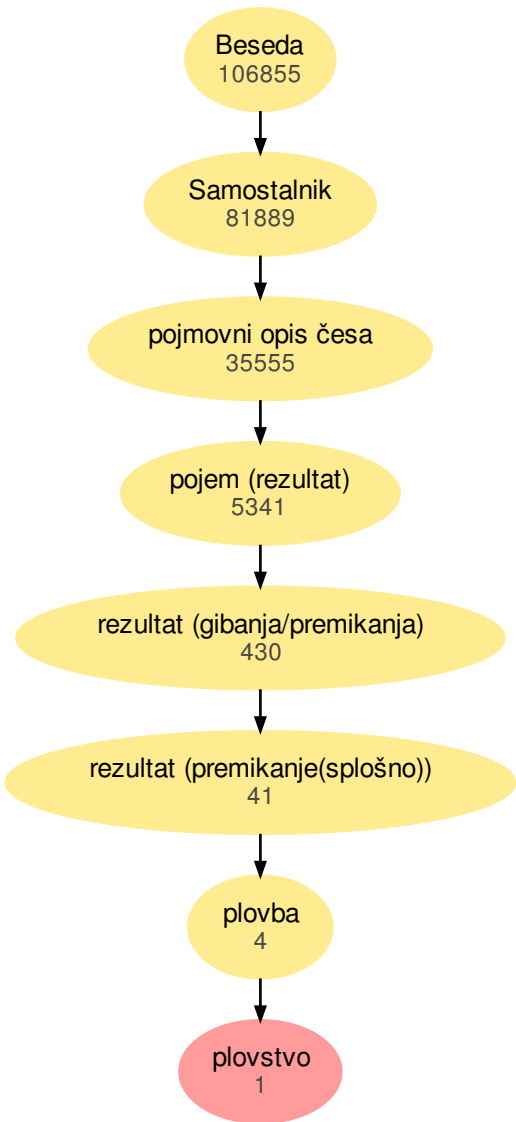 Beseda
106855
Samostalnik
81889
pojmovni opis česa
35555
pojem (rezultat)
5341
rezultat (gibanja/premikanja)
430
rezultat (premikanje(splošno))
41
plovba
4
plovstvo
1